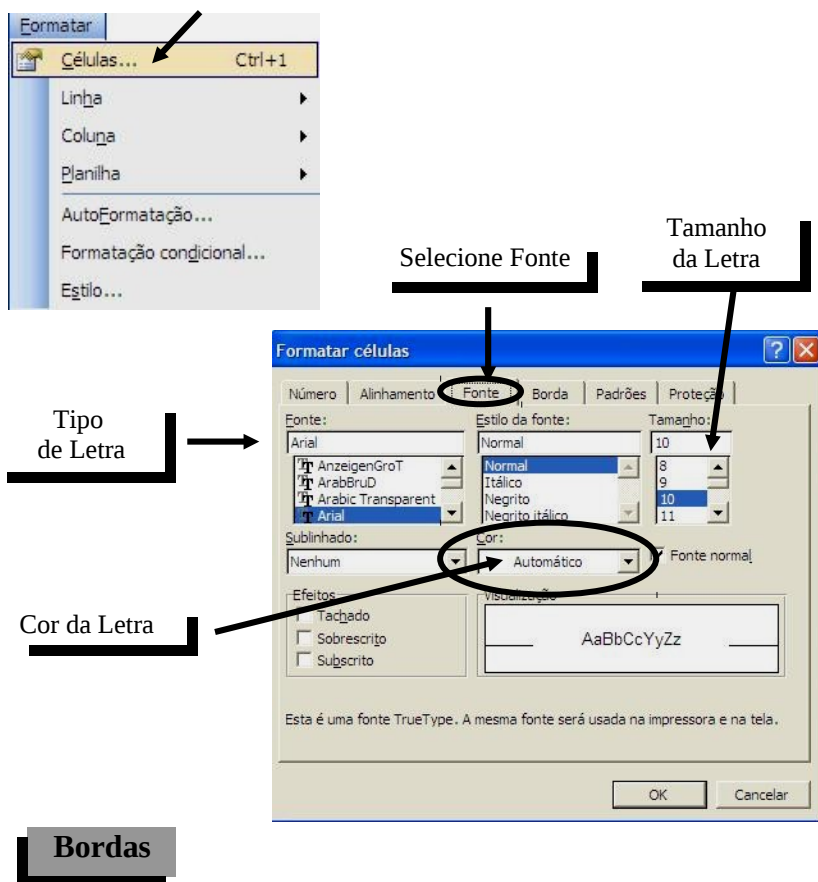 Formatar
Células... Ctrl+1
Linha
Coluna
Planilha
AutoFormatação...
Formatação condicional...
Estilo...
Selecione Fonte
Tamanho
da Letra
Formatar células
Número Alinhamento Fonte Borda Padrões Proteção
Tipo
de Letra
Fonte: Estilo da fonte: Tamanho:
Arial Normal 10
AnzeigenGroT Normal 8
ArabBruD Itálico 9
Arabic Transparent Negrito 10
Arial Negrito itálico 11
Sublinhado: Cor:
Nenhum Automático Fonte normal
Efeitos Visualização
Tachado
Cor da Letra
Sobrescrito AaBbCcYyZz
Subscrito
Esta é uma fonte TrueType. A mesma fonte será usada na impressora e na tela.
OK Cancelar
Bordas